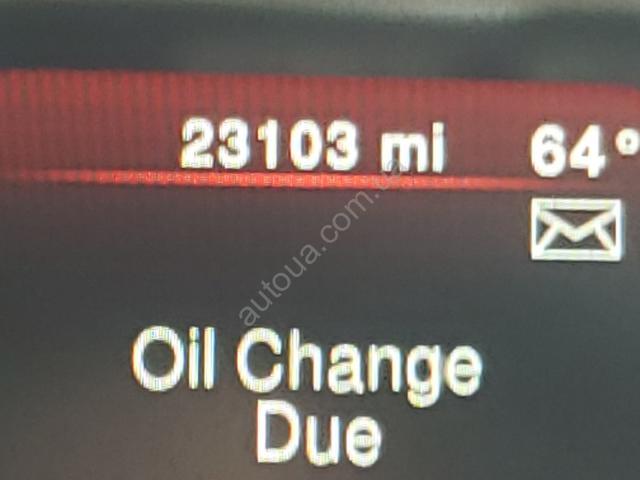 23103 mi 64°
autoua.com.ua
Oil Change
Due